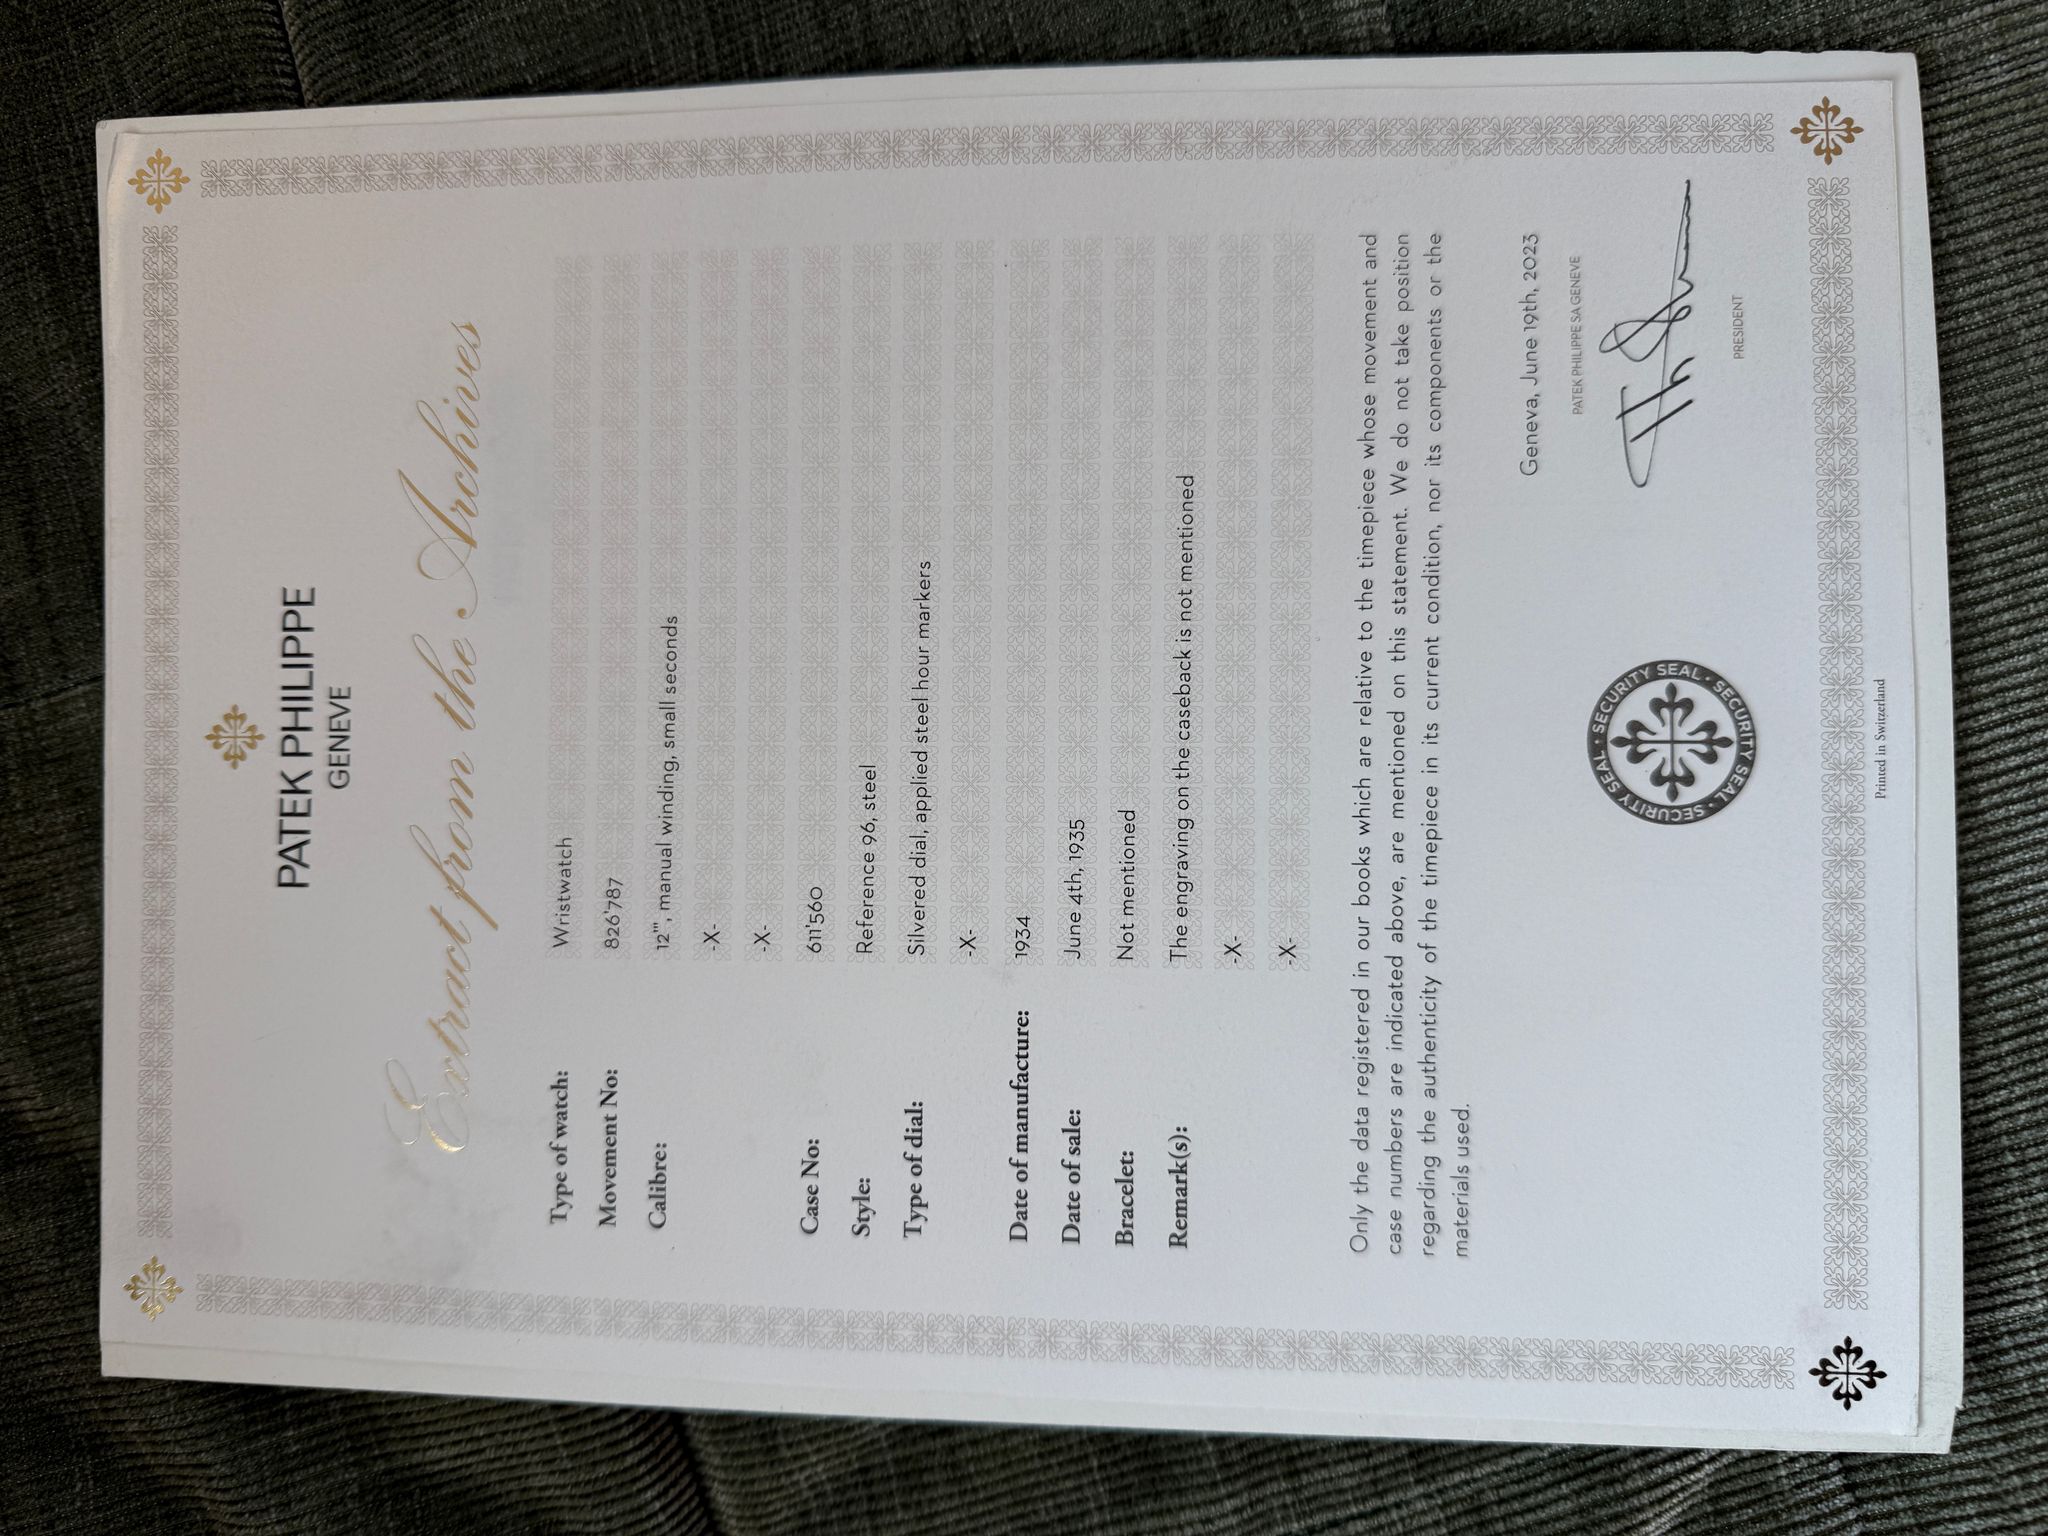 PATEK PHILIPPE
GENEVE
Extract from the Archives
Type of watch: Wristwatch
Movement No: 826'787
Calibre: 12''', manual winding, small seconds
-X-
-X-
Case No: 611'560
Style: Reference 96, steel
Type of dial: Silvered dial, applied steel hour markers
-X-
Date of manufacture: 1934
Date of sale: June 4th, 1935
Bracelet: Not mentioned
Remark(s): The engraving on the caseback is not mentioned
-X-
-X-
Only the data registered in our books which are relative to the timepiece whose movement and
case numbers are indicated above, are mentioned on this statement. We do not take position
regarding the authenticity of the timepiece in its current condition, nor its components or the
materials used.
Geneva, June 19th, 2023
PATEK PHILIPPE SA GENEVE
PRESIDENT
SECURITY SEAL • SECURITY SEAL • SECURITY SEAL •
Printed in Switzerland